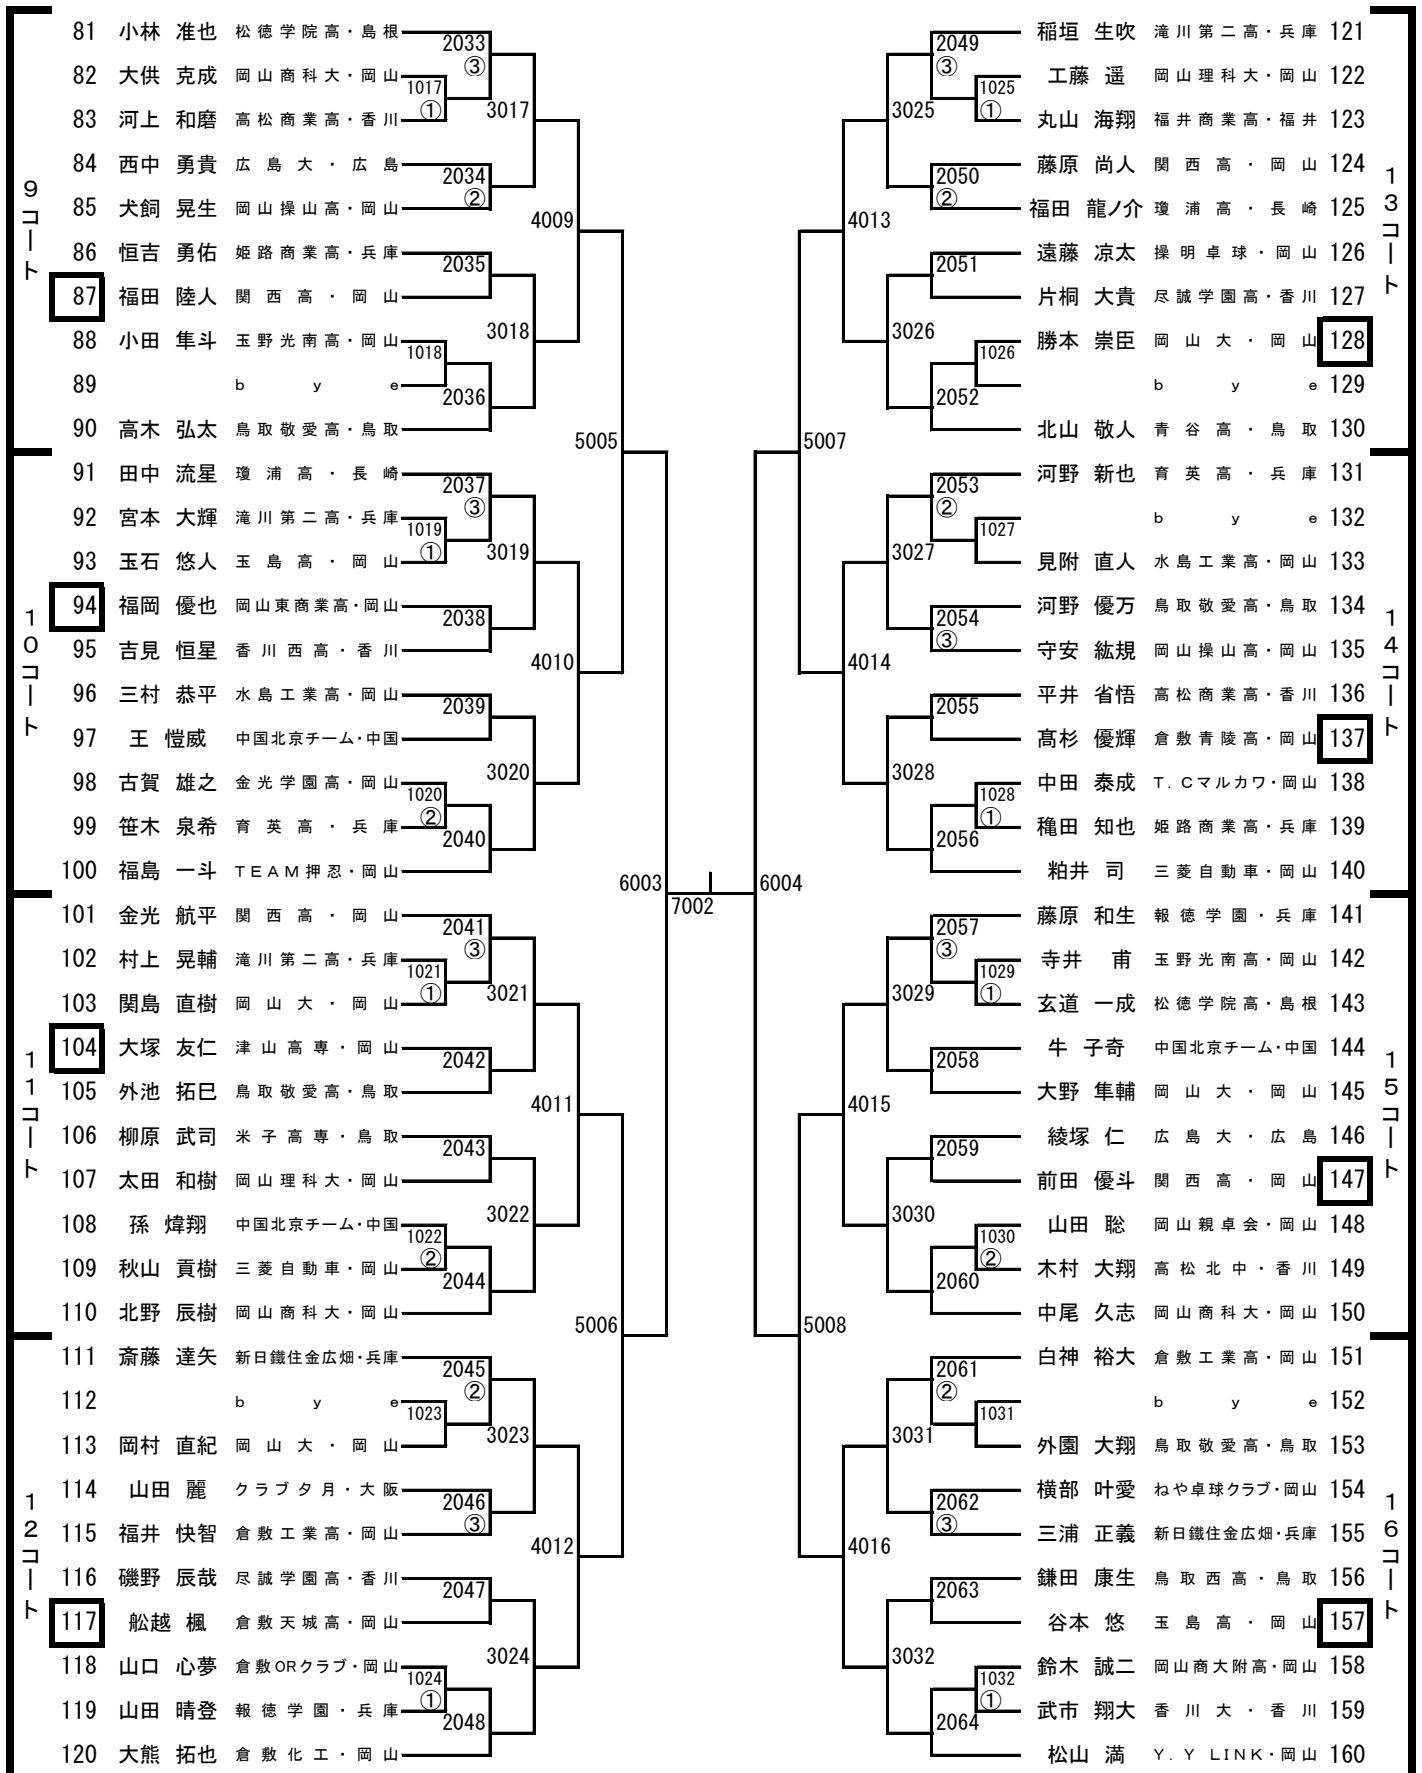 9コート
81 小林 准也 松徳学院高・島根
2033
③
82 大供 克成 岡山商科大・岡山
1017
①
83 河上 和磨 高松商業高・香川
3017
84 西中 勇貴 広島大・広島
2034
②
85 犬飼 晃生 岡山操山高・岡山
4009
86 恒吉 勇佑 姫路商業高・兵庫
2035
87 福田 陸人 関西高・岡山
3018
88 小田 隼斗 玉野光南高・岡山
1018
89 bye
2036
90 高木 弘太 鳥取敬愛高・鳥取
5005
10コート
91 田中 流星 瓊浦高・長崎
2037
③
92 宮本 大輝 滝川第二高・兵庫
1019
①
93 玉石 悠人 玉島高・岡山
3019
94 福岡 優也 岡山東商業高・岡山
2038
95 吉見 恒星 香川西高・香川
4010
96 三村 恭平 水島工業高・岡山
2039
97 王 愷威 中国北京チーム・中国
3020
98 古賀 雄之 金光学園高・岡山
1020
②
99 笹木 泉希 育英高・兵庫
2040
100 福島 一斗 TEAM押忍・岡山
6003
7002
11コート
101 金光 航平 関西高・岡山
2041
③
102 村上 晃輔 滝川第二高・兵庫
1021
①
103 関島 直樹 岡山大・岡山
3021
104 大塚 友仁 津山高専・岡山
2042
105 外池 拓巳 鳥取敬愛高・鳥取
4011
106 柳原 武司 米子高専・鳥取
2043
107 太田 和樹 岡山理科大・岡山
3022
108 孫 煒翔 中国北京チーム・中国
1022
②
109 秋山 貢樹 三菱自動車・岡山
2044
110 北野 辰樹 岡山商科大・岡山
5006
12コート
111 斎藤 達矢 新日鐵住金広畑・兵庫
2045
②
112 bye
1023
113 岡村 直紀 岡山大・岡山
3023
114 山田 麗 クラブ夕月・大阪
2046
③
115 福井 快智 倉敷工業高・岡山
4012
116 磯野 辰哉 尽誠学園高・香川
2047
117 舩越 楓 倉敷天城高・岡山
3024
118 山口 心夢 倉敷ORクラブ・岡山
1024
①
119 山田 晴登 報徳学園・兵庫
2048
120 大熊 拓也 倉敷化工・岡山
13コート
稲垣 生吹 滝川第二高・兵庫 121
2049
③
工藤 遥 岡山理科大・岡山 122
1025
①
丸山 海翔 福井商業高・福井 123
3025
藤原 尚人 関西高・岡山 124
2050
②
福田 龍ノ介 瓊浦高・長崎 125
4013
遠藤 凉太 操明卓球・岡山 126
2051
片桐 大貴 尽誠学園高・香川 127
3026
勝本 崇臣 岡山大・岡山 128
1026
bye 129
2052
北山 敬人 青谷高・鳥取 130
5007
14コート
河野 新也 育英高・兵庫 131
2053
②
bye 132
1027
見附 直人 水島工業高・岡山 133
3027
河野 優万 鳥取敬愛高・鳥取 134
2054
③
守安 紘規 岡山操山高・岡山 135
4014
平井 省悟 高松商業高・香川 136
2055
髙杉 優輝 倉敷青陵高・岡山 137
3028
中田 泰成 T.Cマルカワ・岡山 138
1028
①
穐田 知也 姫路商業高・兵庫 139
2056
粕井 司 三菱自動車・岡山 140
6004
15コート
藤原 和生 報徳学園・兵庫 141
2057
③
寺井 甫 玉野光南高・岡山 142
1029
①
玄道 一成 松徳学院高・島根 143
3029
牛 子奇 中国北京チーム・中国 144
2058
大野 隼輔 岡山大・岡山 145
4015
綾塚 仁 広島大・広島 146
2059
前田 優斗 関西高・岡山 147
3030
山田 聡 岡山親卓会・岡山 148
1030
②
木村 大翔 高松北中・香川 149
2060
中尾 久志 岡山商科大・岡山 150
5008
16コート
白神 裕大 倉敷工業高・岡山 151
2061
②
bye 152
1031
外園 大翔 鳥取敬愛高・鳥取 153
3031
横部 叶愛 ねや卓球クラブ・岡山 154
2062
③
三浦 正義 新日鐵住金広畑・兵庫 155
4016
鎌田 康生 鳥取西高・鳥取 156
2063
谷本 悠 玉島高・岡山 157
3032
鈴木 誠二 岡山商大附高・岡山 158
1032
①
武市 翔大 香川大・香川 159
2064
松山 満 Y.Y LINK・岡山 160